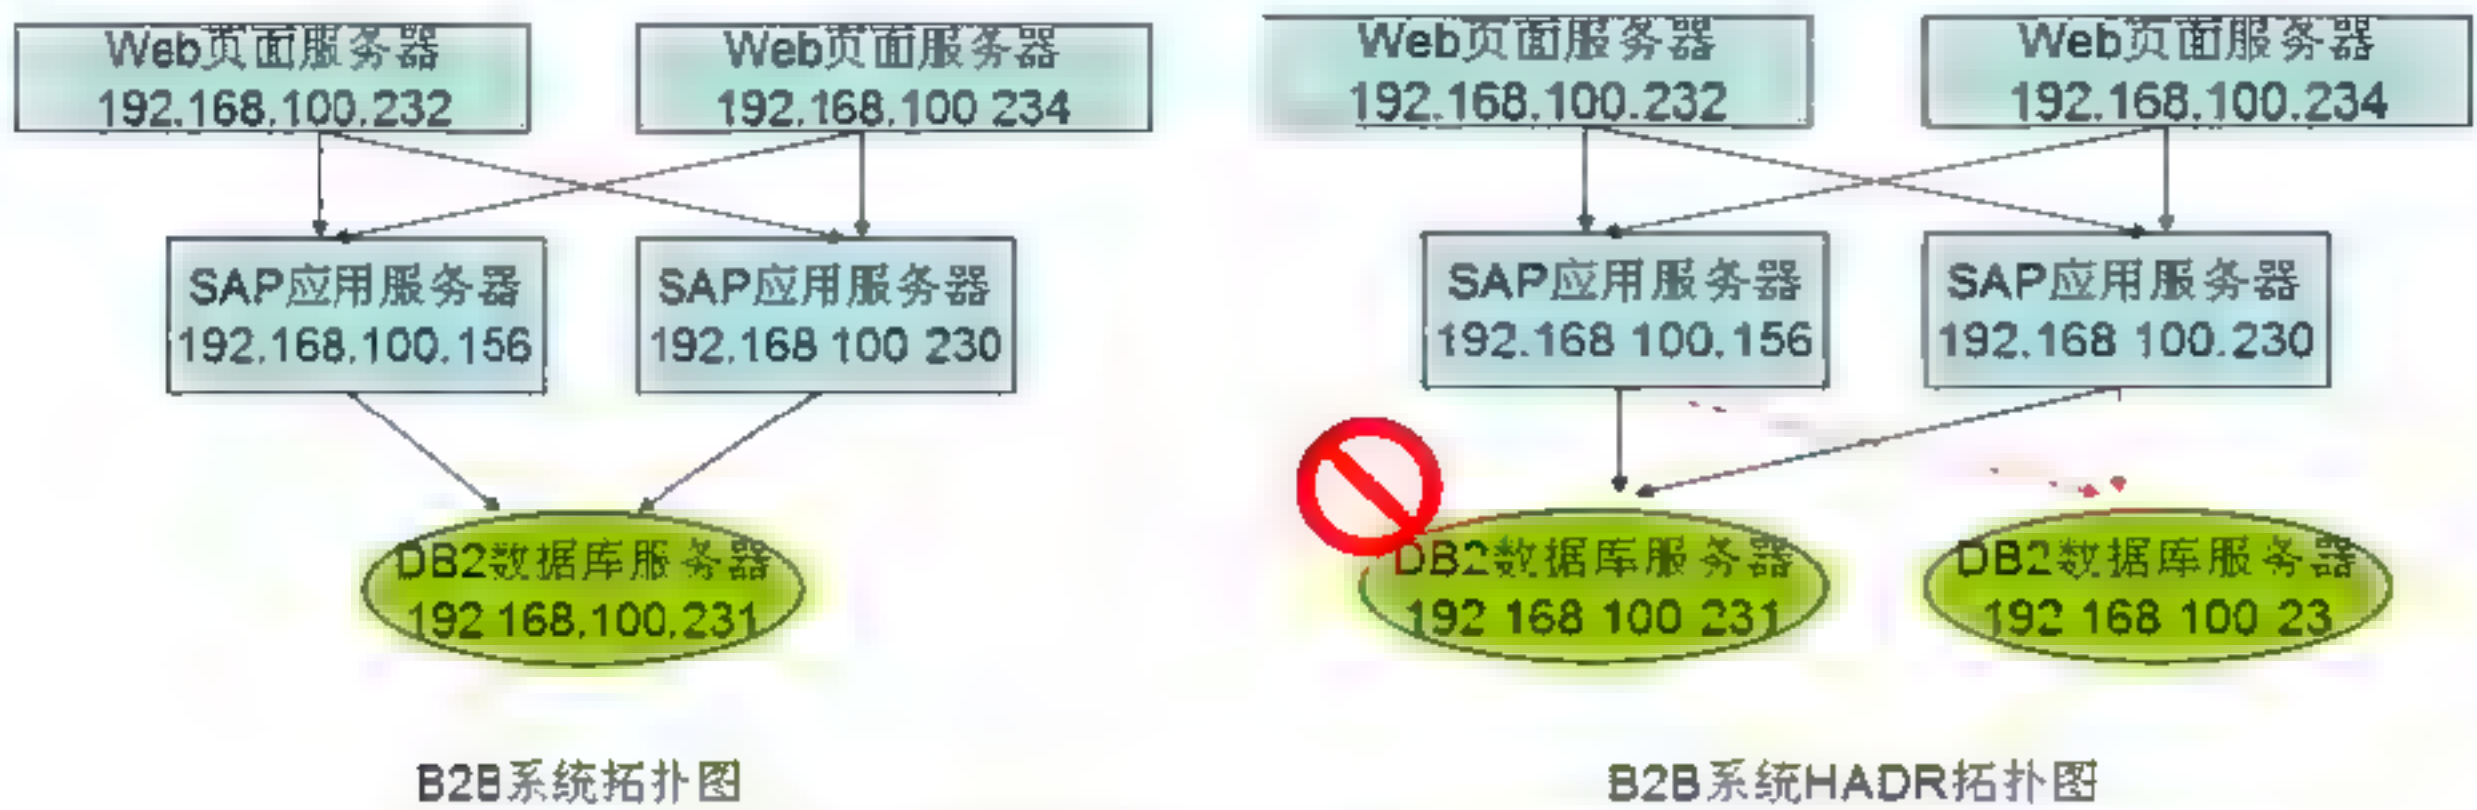 Web页面服务器
192.168.100.232
Web页面服务器
192.168.100 234
SAP应用服务器
192.168.100.156
SAP应用服务器
192.168 100 230
DB2数据库服务器
192 168.100.231
B2B系统拓扑图
Web页面服务器
192.168.100.232
Web页面服务器
192.168.100.234
SAP应用服务器
192.168 100.156
SAP应用服务器
192.168 100.230
DB2数据库服务器
192 168 100 231
DB2数据库服务器
192 168 100 23
B2B系统HADR拓扑图